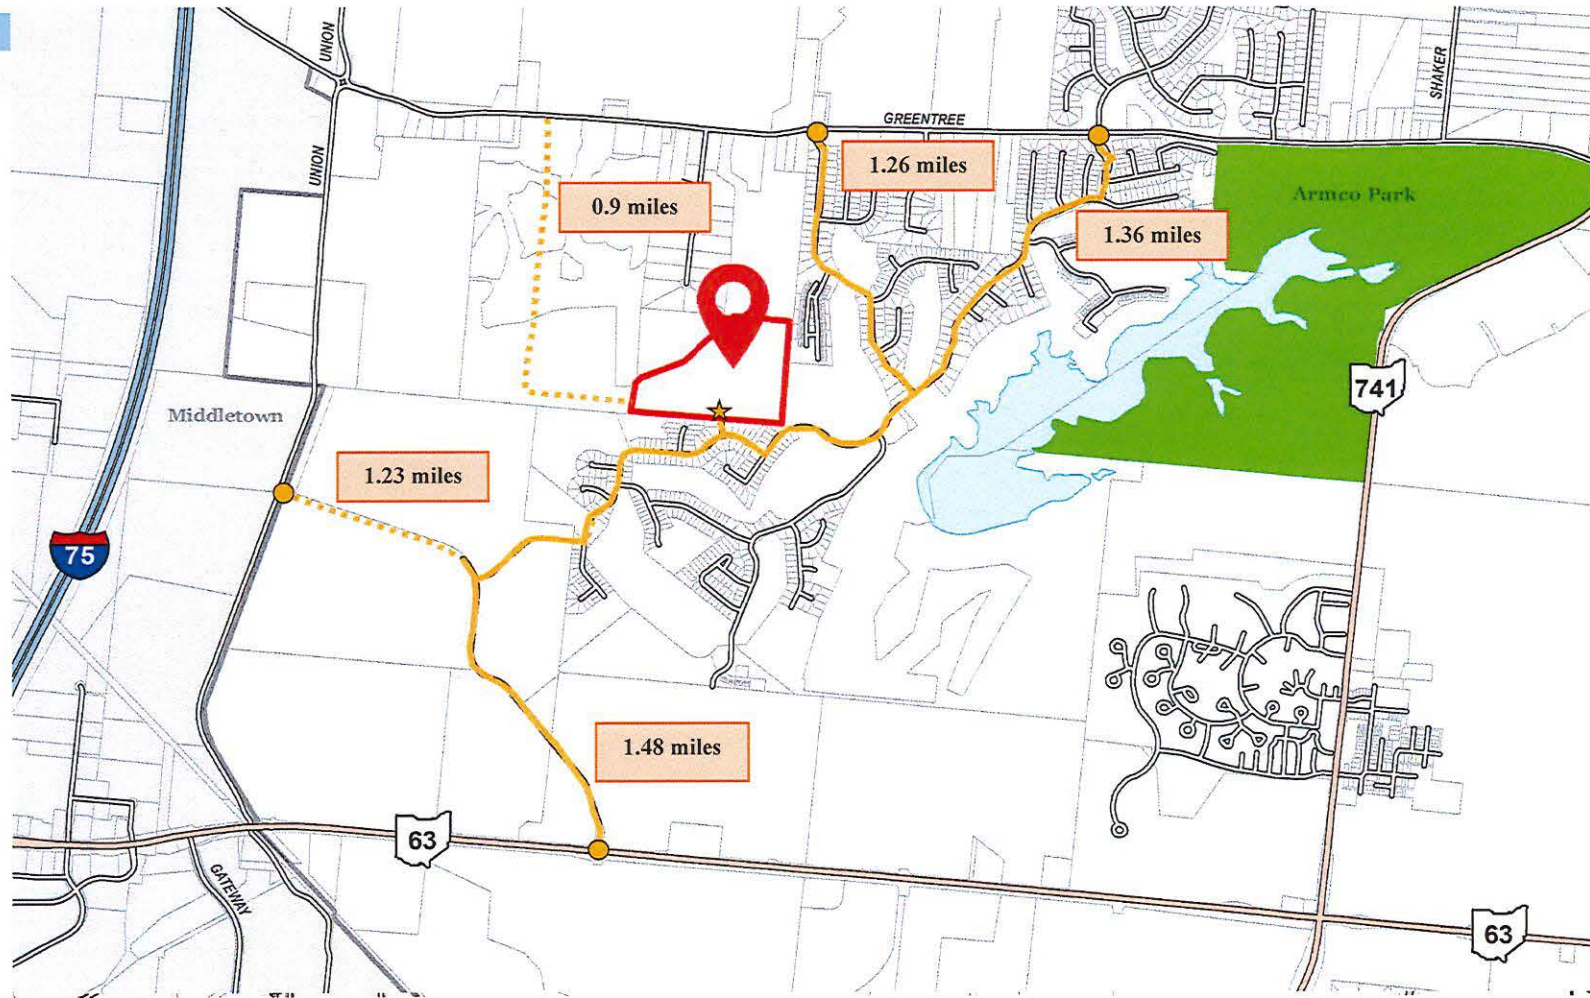 UNION
SHAKER
GREENTREE
UNION
1.26 miles
0.9 miles
Armco Park
1.36 miles
741
Middletown
1.23 miles
75
1.48 miles
63
GATEWAY
63